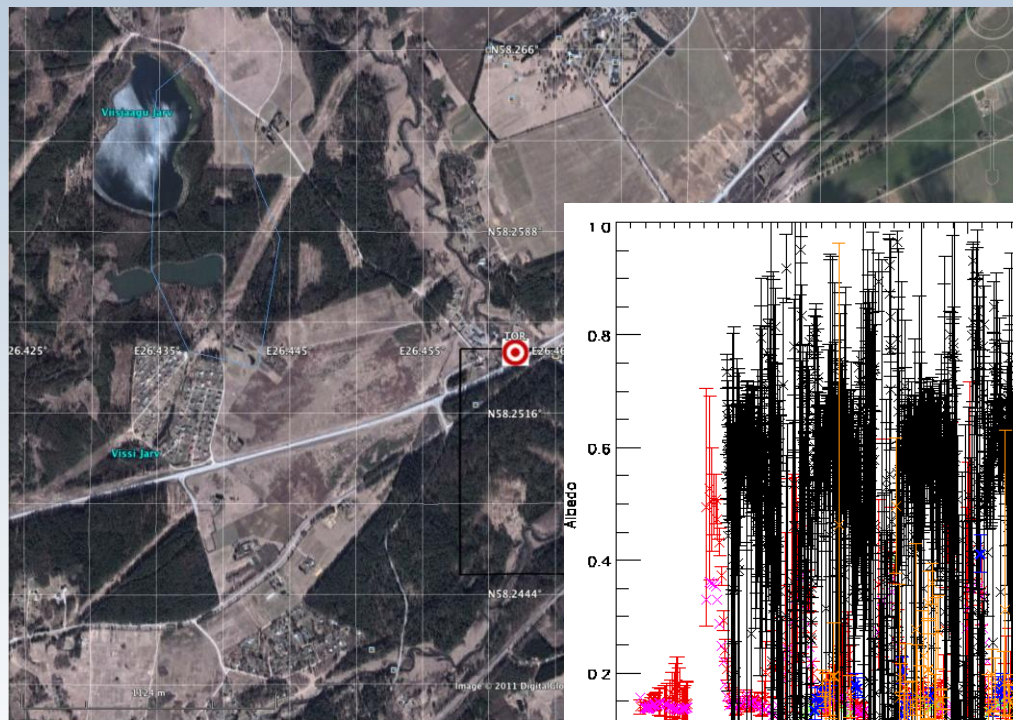 N58.266°
Viisjaagu Järv
N58.2588°
TOR
26.425°
E26.435°
E26.445
E26.455
E26.46
N58.2516°
Vissi Järv
N58.2444°
1124 m
Image © 2011 DigitalGlo
1.0
0.8
0.6
0.4
0.2
Albedo